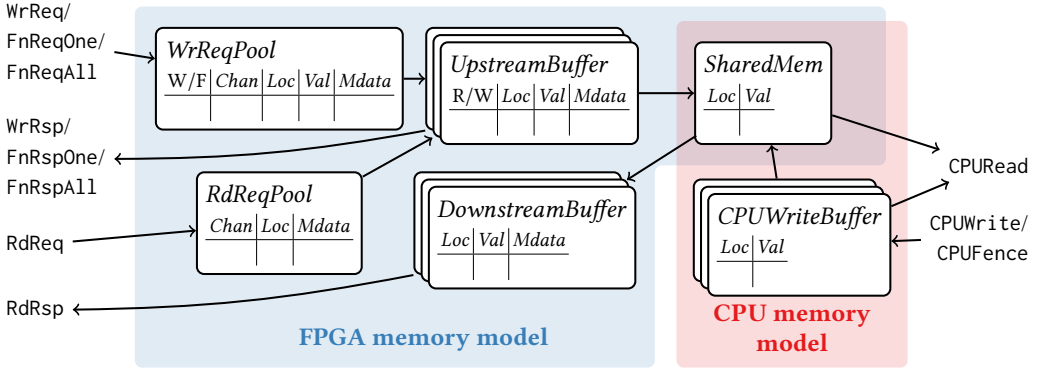 WrReq/
FnReqOne/
FnReqAll
WrReqPool
W/F Chan Loc Val Mdata
UpstreamBuffer
R/W Loc Val Mdata
SharedMem
Loc Val
WrRsp/
FnRspOne/
FnRspAll
CPURead
RdReqPool
Chan Loc Mdata
DownstreamBuffer
Loc Val Mdata
CPUWriteBuffer
Loc Val
CPUWrite/
CPUFence
RdReq
RdRsp
FPGA memory model
CPU memory
model